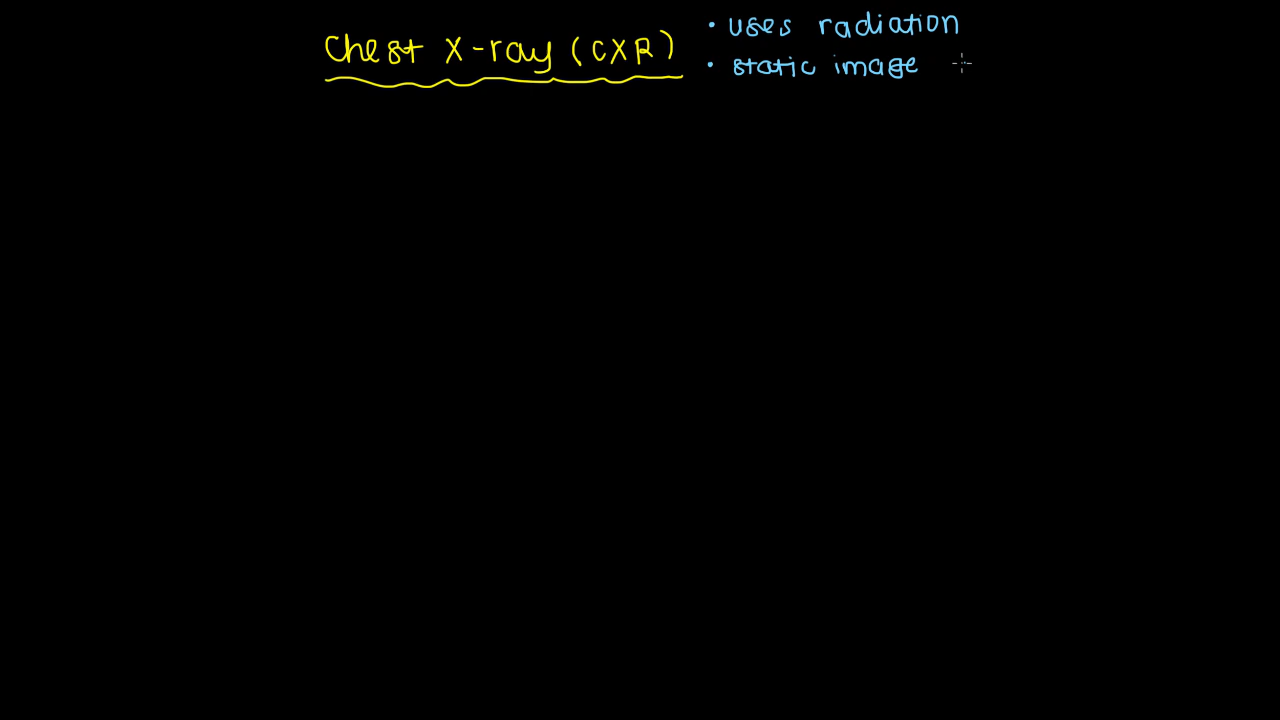 Chest X-ray (CXR)
• uses radiation
• static image